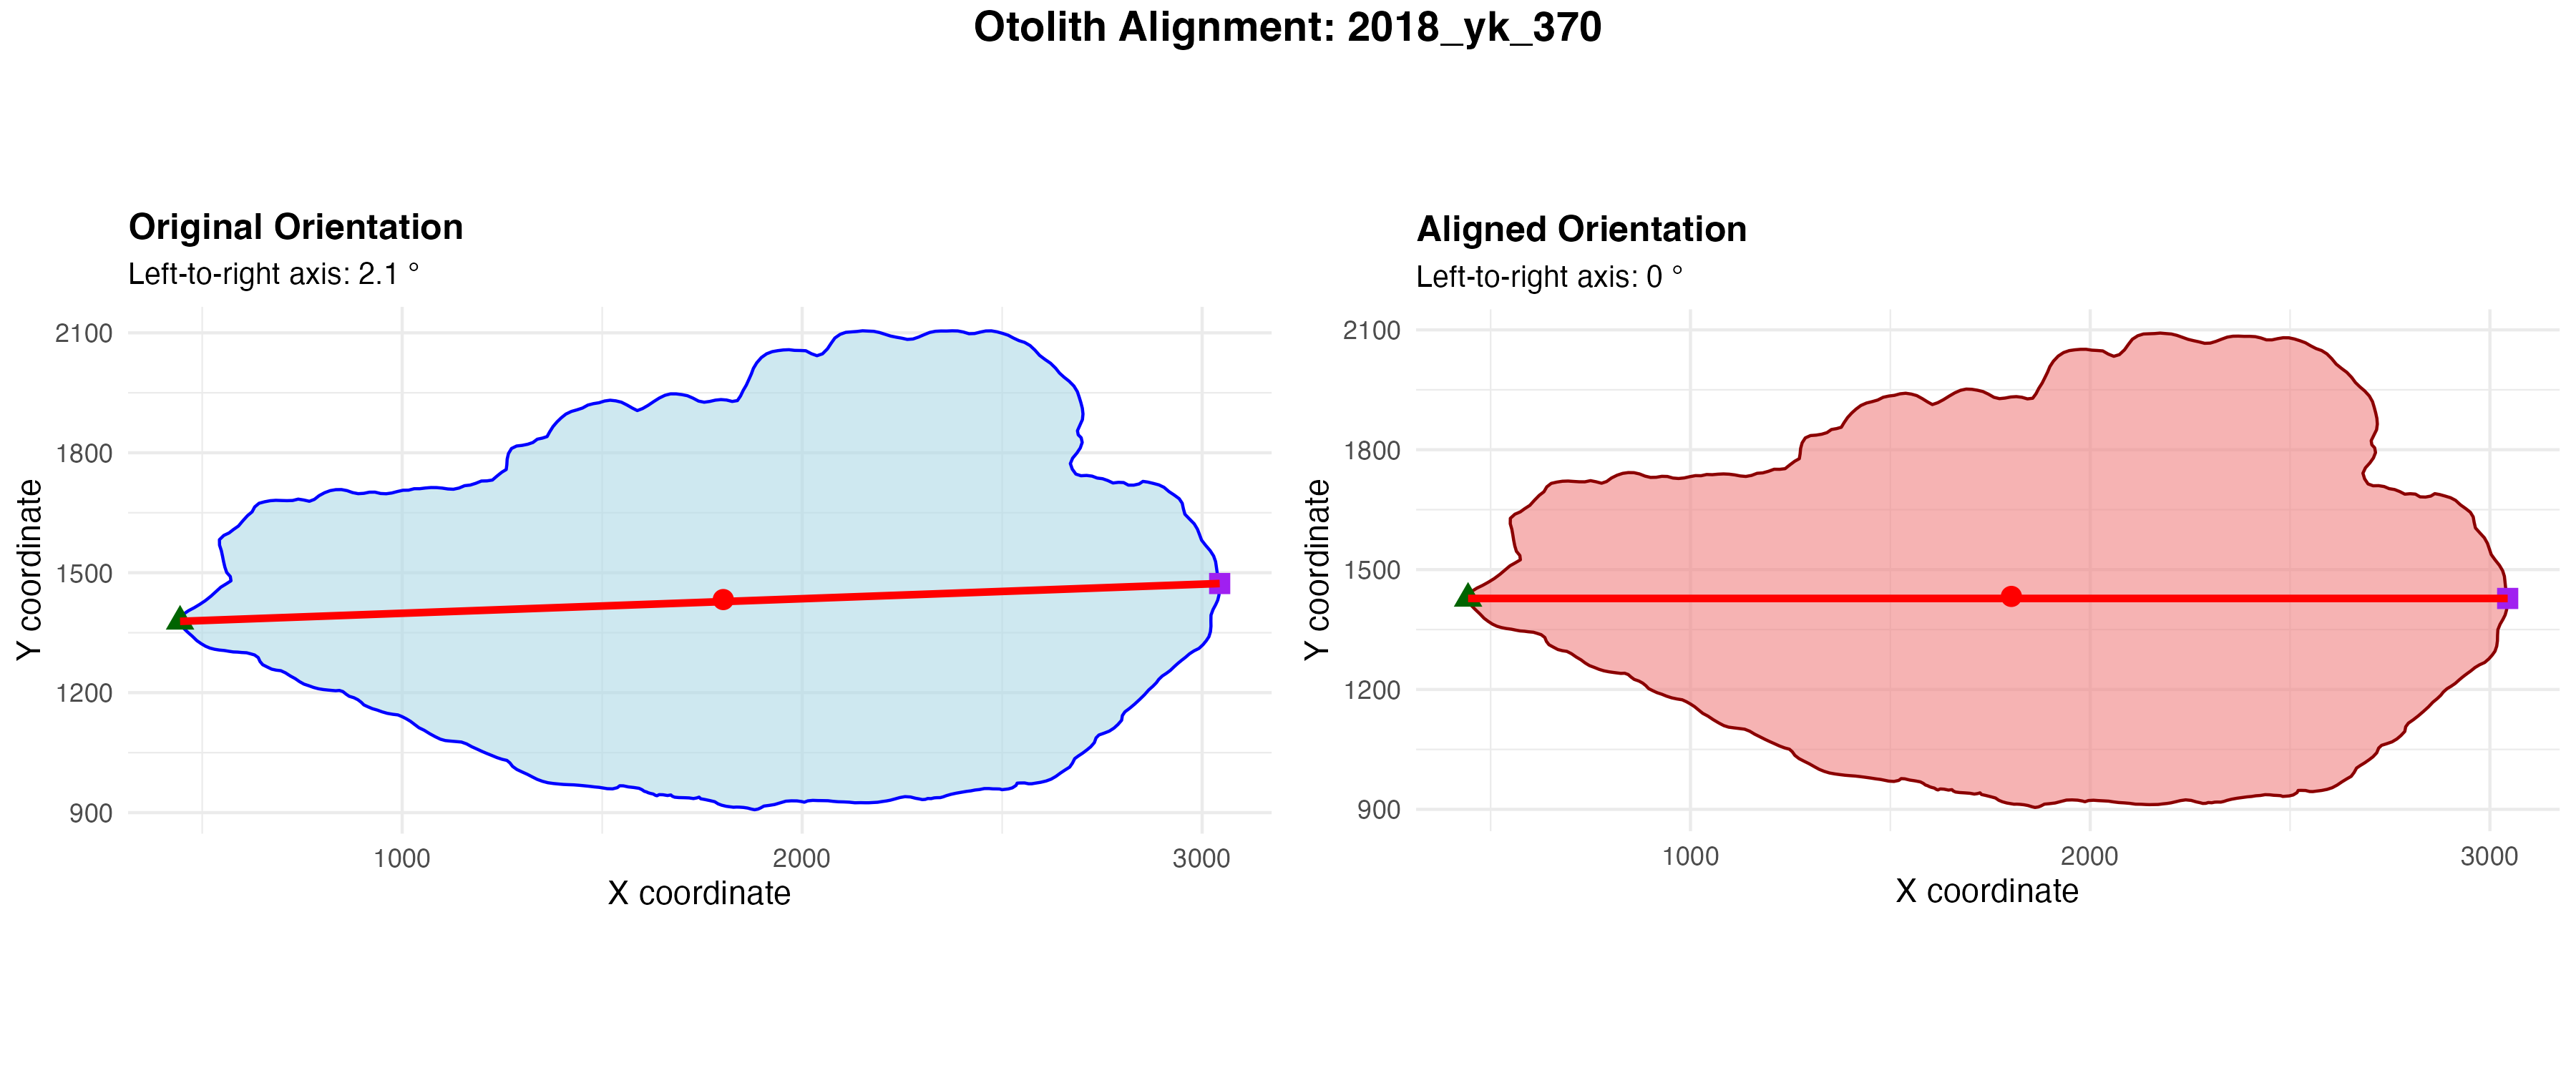 Otolith Alignment: 2018_yk_370
Original Orientation
Left-to-right axis: 2.1 °
2100
1800
1500
1200
900
Y coordinate
1000
2000
3000
X coordinate
Aligned Orientation
Left-to-right axis: 0 °
2100
1800
1500
1200
900
Y coordinate
1000
2000
3000
X coordinate